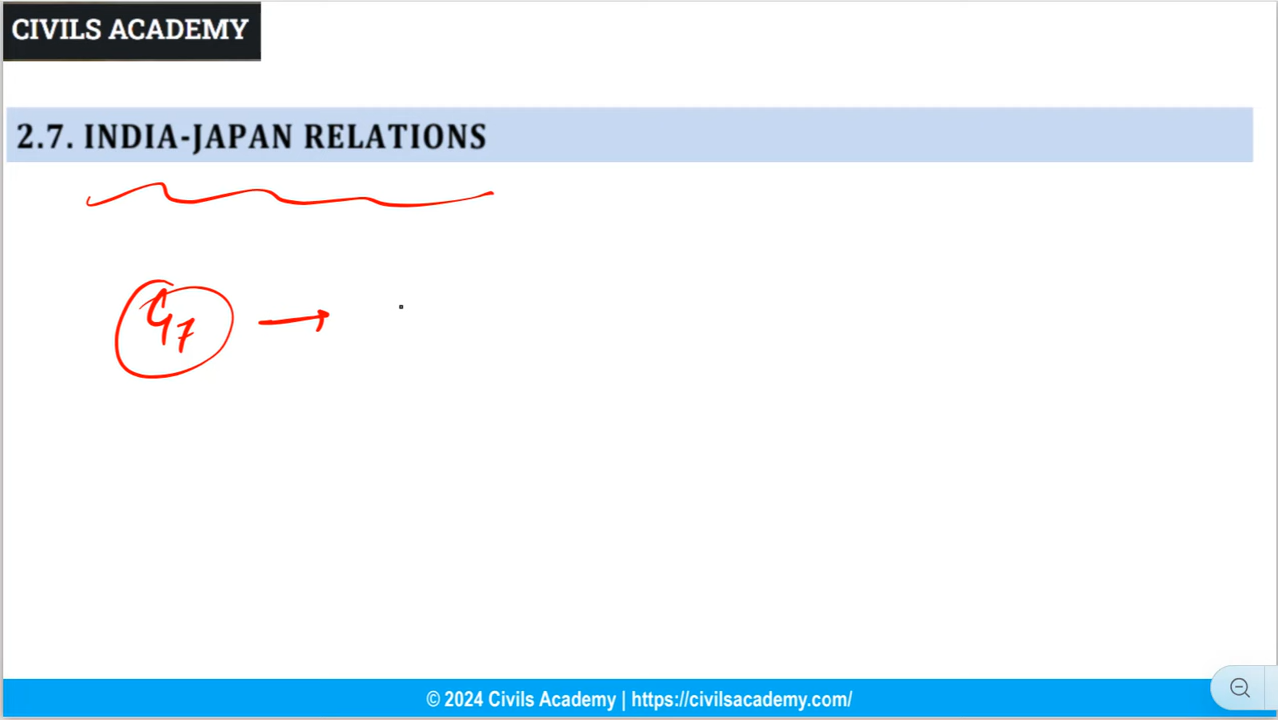 CIVILS ACADEMY
2.7. INDIA-JAPAN RELATIONS
G7 →
© 2024 Civils Academy | https://civilsacademy.com/